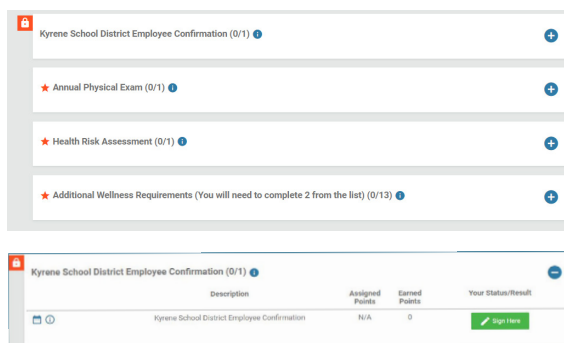 Kyrene School District Employee Confirmation (0/1)
Annual Physical Exam (0/1)
Health Risk Assessment (0/1)
Additional Wellness Requirements (You will need to complete 2 from the list) (0/13)
Kyrene School District Employee Confirmation (0/1)
Description Assigned Points Earned Points Your Status/Result
Kyrene School District Employee Confirmation N/A 0 Sign Here